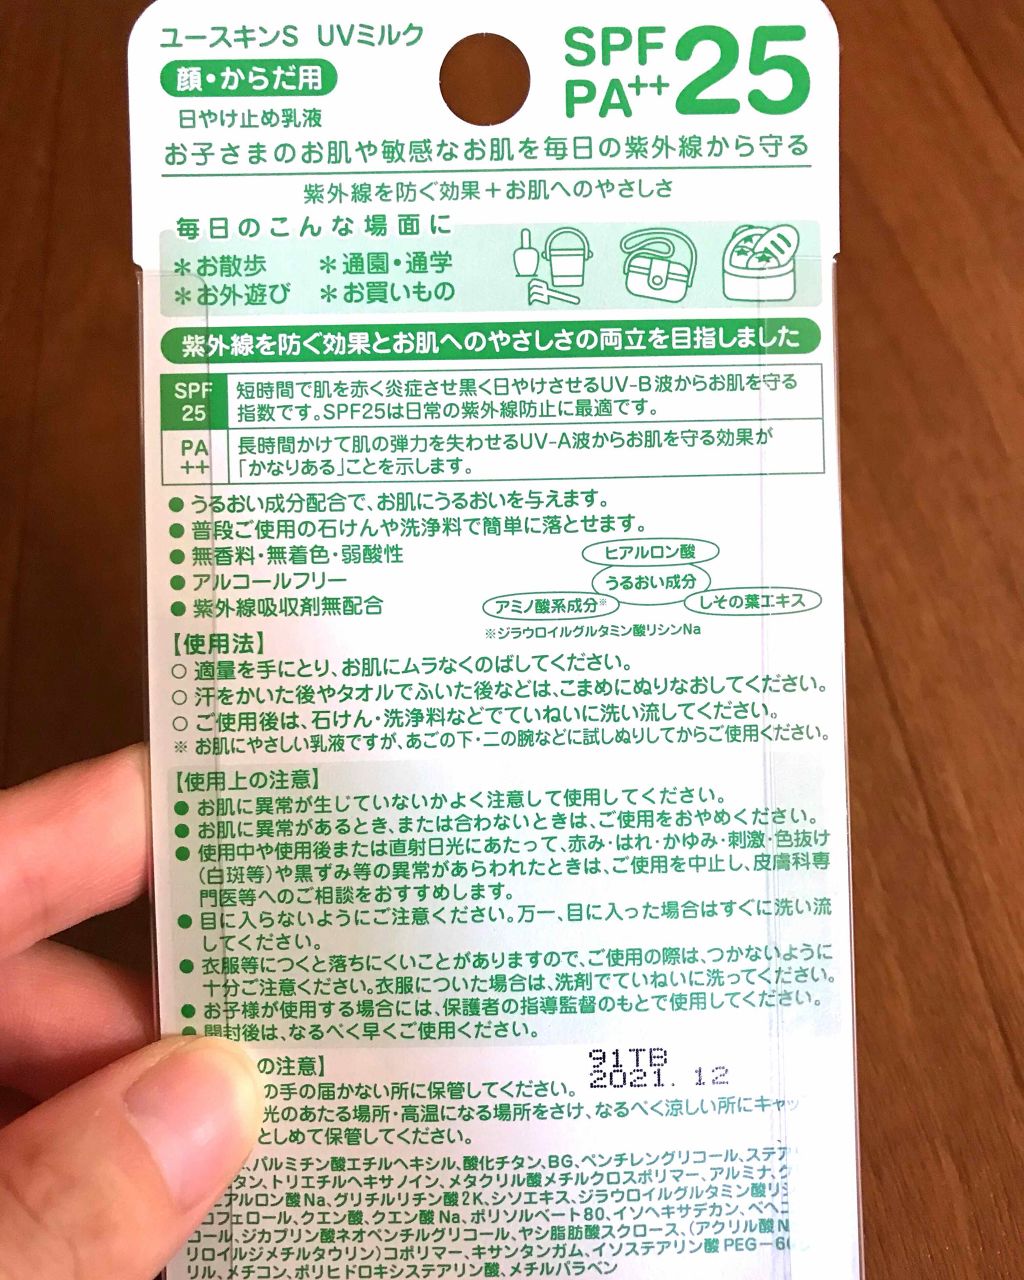 ユースキンS UVミルク
顔・からだ用
日やけ止め乳液
SPF
PA++
25
お子さまのお肌や敏感なお肌を毎日の紫外線から守る
紫外線を防ぐ効果+お肌へのやさしさ
毎日のこんな場面に
*お散歩 *通園・通学
*お外遊び *お買いもの
紫外線を防ぐ効果とお肌へのやさしさの両立を目指しました
SPF
25
短時間で肌を赤く炎症させ黒く日やけさせるUV-B波からお肌を守る
指数です。SPF25は日常の紫外線防止に最適です。
PA
++
長時間かけて肌の弾力を失わせるUV-A波からお肌を守る効果が
「かなりある」ことを示します。
●うるおい成分配合で、お肌にうるおいを与えます。
●普段ご使用の石けんや洗浄料で簡単に落とせます。
●無香料・無着色・弱酸性
●アルコールフリー
●紫外線吸収剤無配合
ヒアルロン酸
うるおい成分
アミノ酸系成分※
しその葉エキス
※ジラウロイルグルタミン酸リシンNa
【使用法】
○適量を手にとり、お肌にムラなくのばしてください。
○汗をかいた後やタオルでふいた後などは、こまめにぬりなおしてください。
○ご使用後は、石けん・洗浄料などでていねいに洗い流してください。
※お肌にやさしい乳液ですが、あごの下・二の腕などに試しぬりしてからご使用ください。
【使用上の注意】
●お肌に異常が生じていないかよく注意して使用してください。
●お肌に異常があるとき、または合わないときは、ご使用をおやめください。
●使用中や使用後または直射日光にあたって、赤み・はれ・かゆみ・刺激・色抜け
(白斑等)や黒ずみ等の異常があらわれたときは、ご使用を中止し、皮膚科専
門医等へのご相談をおすすめします。
●目に入らないようにご注意ください。万一、目に入った場合はすぐに洗い流
してください。
●衣服等につくと落ちにくいことがありますので、ご使用の際は、つかないように
十分ご注意ください。衣服についた場合は、洗剤でていねいに洗ってください。
●お子様が使用する場合には、保護者の指導監督のもとで使用してください。
●開封後は、なるべく早くご使用ください。
の注意】
の手の届かない所に保管してください。
91TB
2021. 12
光のあたる場所・高温になる場所をさけ、なるべく涼しい所にキャッ
としめて保管してください。
、パルミチン酸エチルヘキシル、酸化チタン、BG、ペンチレングリコール、ステア
タン、トリエチルヘキサノイン、メタクリル酸メチルクロスポリマー、アルミナ、
アルロン酸Na、グリチルリチン酸2K、シソエキス、ジラウロイルグルタミン酸リシ
コフェロール、クエン酸、クエン酸Na、ポリソルベート80、イソヘキサデカン、ベヘニ
コール、ジカプリン酸ネオペンチルグリコール、ヤシ脂肪酸スクロース、(アクリル酸N
リロイルジメチルタウリン)コポリマー、キサンタンガム、イソステアリン酸PEG-60
リル、メチコン、ポリヒドロキシステアリン酸、メチルパラベン